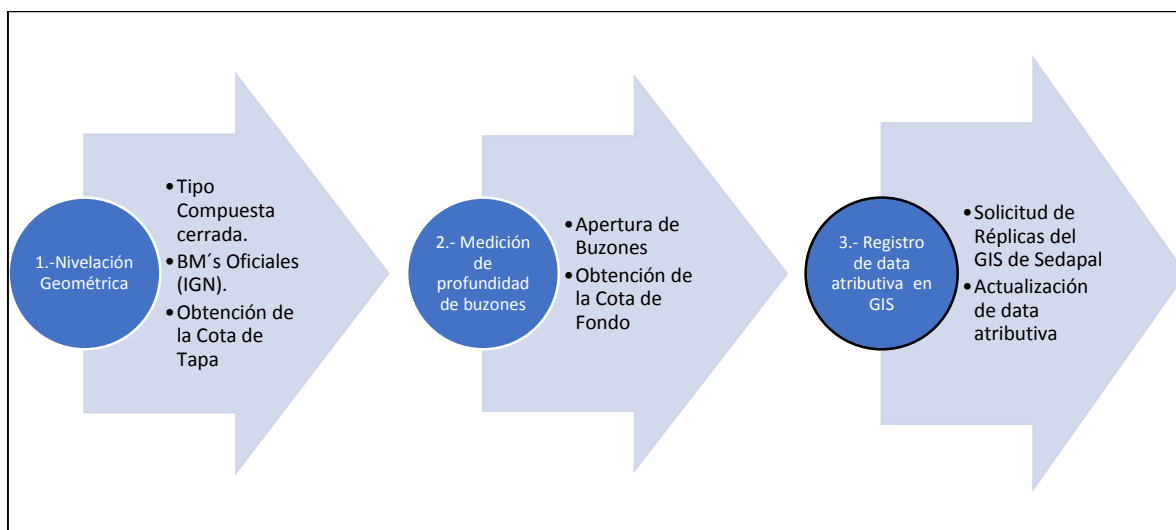 1.-Nivelación
Geométrica
•Tipo
Compuesta
cerrada.
•BM´s Oficiales
(IGN).
•Obtención de
la Cota de
Tapa
2.- Medición
de
profundidad
de buzones
•Apertura de
Buzones
•Obtención de
la Cota de
Fondo
3.- Registro
de data
atributiva en
GIS
•Solicitud de
Réplicas del
GIS de Sedapal
•Actualización
de data
atributiva